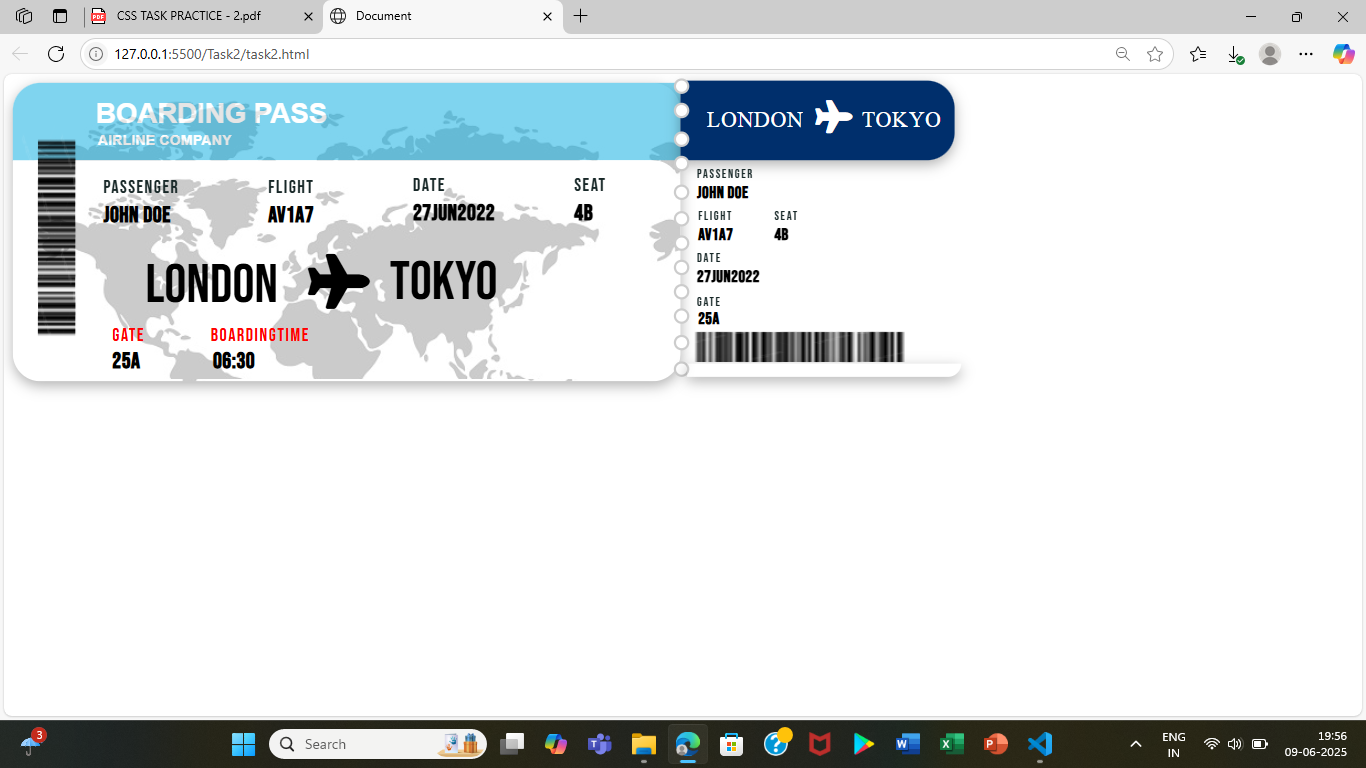 CSS TASK PRACTICE - 2.pdf
Document
127.0.0.1:5500/Task2/task2.html
BOARDING PASS
AIRLINE COMPANY
PASSENGER FLIGHT DATE SEAT
JOHN DOE AV1A7 27JUN2022 4B
LONDON TOKYO
GATE BOARDINGTIME
25A 06:30
LONDON TOKYO
PASSENGER
JOHN DOE
FLIGHT SEAT
AV1A7 4B
DATE
27JUN2022
GATE
25A
3
Search
ENG
IN
19:56
09-06-2025